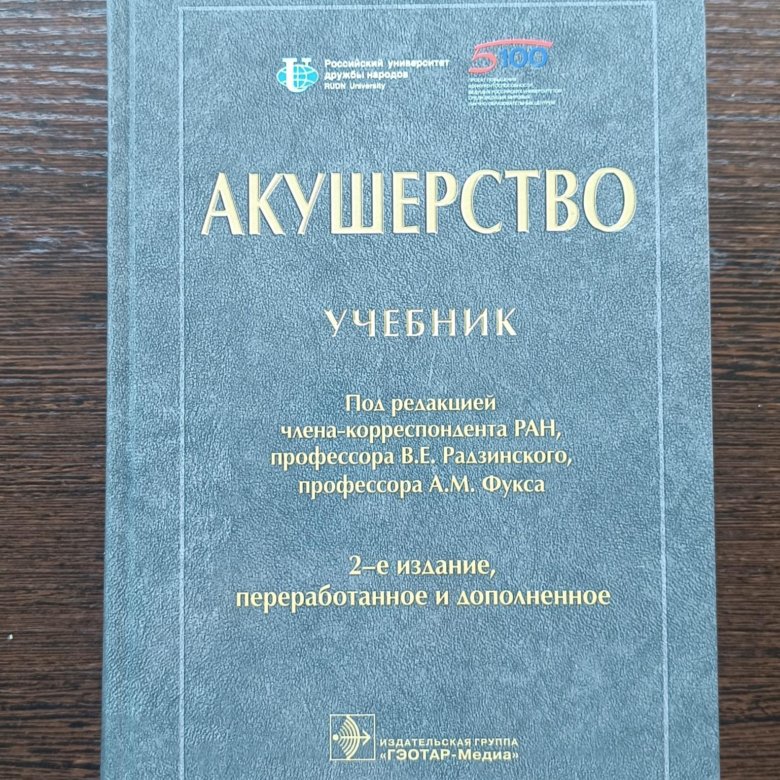 Российский университет
дружбы народов
RUDN University
5100
АКУШЕРСТВО
УЧЕБНИК
Под редакцией
члена-корреспондента РАН,
профессора В.Е. Радзинского,
профессора А.М. Фукса
2–е издание,
переработанное и дополненное
ИЗДАТЕЛЬСКАЯ ГРУППА
«ГЭОТАР-Медиа»